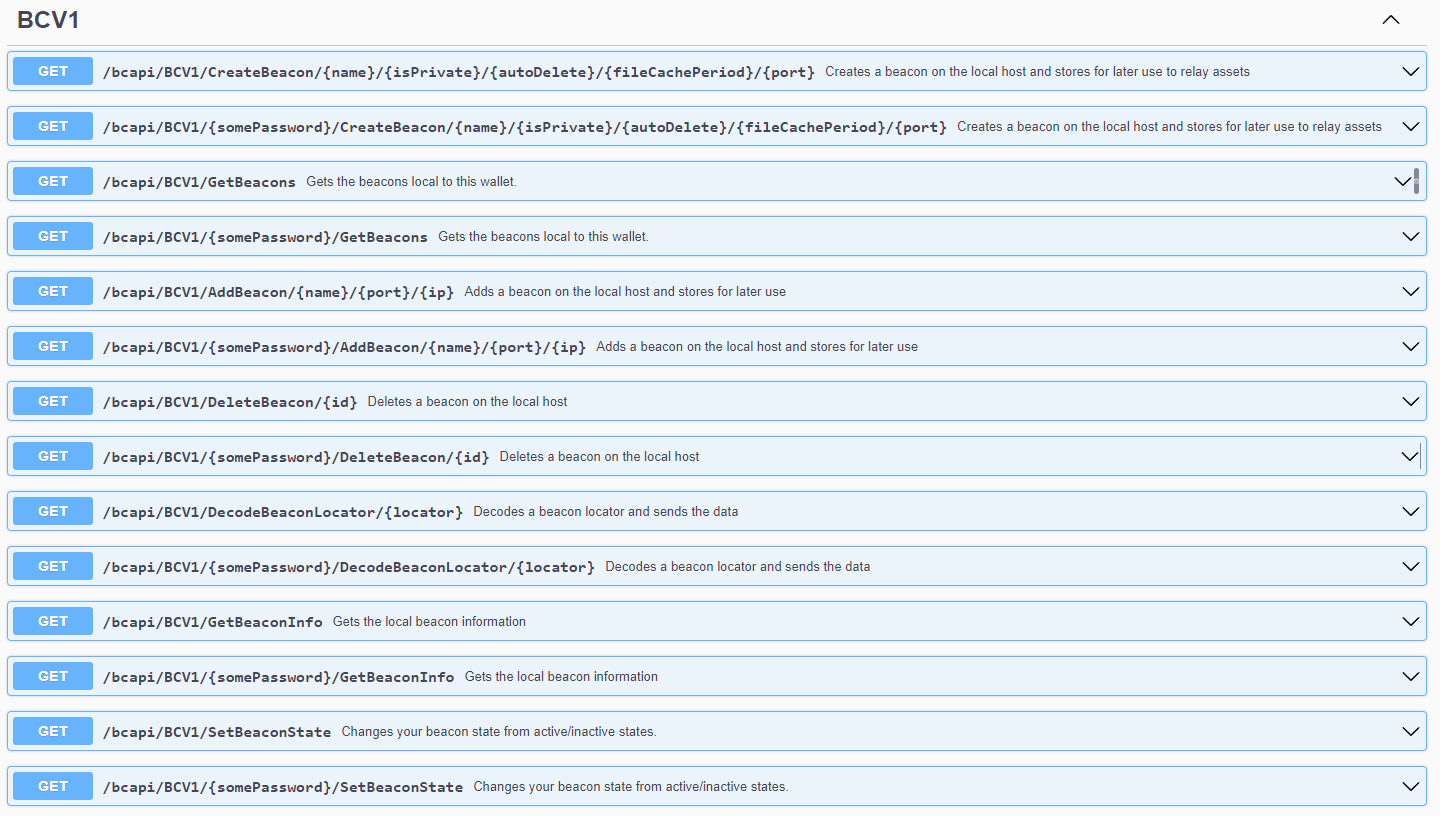 BCV1
GET /bcapi/BCV1/CreateBeacon/{name}/{isPrivate}/{autoDelete}/{fileCachePeriod}/{port} Creates a beacon on the local host and stores for later use to relay assets
GET /bcapi/BCV1/{somePassword}/CreateBeacon/{name}/{isPrivate}/{autoDelete}/{fileCachePeriod}/{port} Creates a beacon on the local host and stores for later use to relay assets
GET /bcapi/BCV1/GetBeacons Gets the beacons local to this wallet.
GET /bcapi/BCV1/{somePassword}/GetBeacons Gets the beacons local to this wallet.
GET /bcapi/BCV1/AddBeacon/{name}/{port}/{ip} Adds a beacon on the local host and stores for later use
GET /bcapi/BCV1/{somePassword}/AddBeacon/{name}/{port}/{ip} Adds a beacon on the local host and stores for later use
GET /bcapi/BCV1/DeleteBeacon/{id} Deletes a beacon on the local host
GET /bcapi/BCV1/{somePassword}/DeleteBeacon/{id} Deletes a beacon on the local host
GET /bcapi/BCV1/DecodeBeaconLocator/{locator} Decodes a beacon locator and sends the data
GET /bcapi/BCV1/{somePassword}/DecodeBeaconLocator/{locator} Decodes a beacon locator and sends the data
GET /bcapi/BCV1/GetBeaconInfo Gets the local beacon information
GET /bcapi/BCV1/{somePassword}/GetBeaconInfo Gets the local beacon information
GET /bcapi/BCV1/SetBeaconState Changes your beacon state from active/inactive states.
GET /bcapi/BCV1/{somePassword}/SetBeaconState Changes your beacon state from active/inactive states.